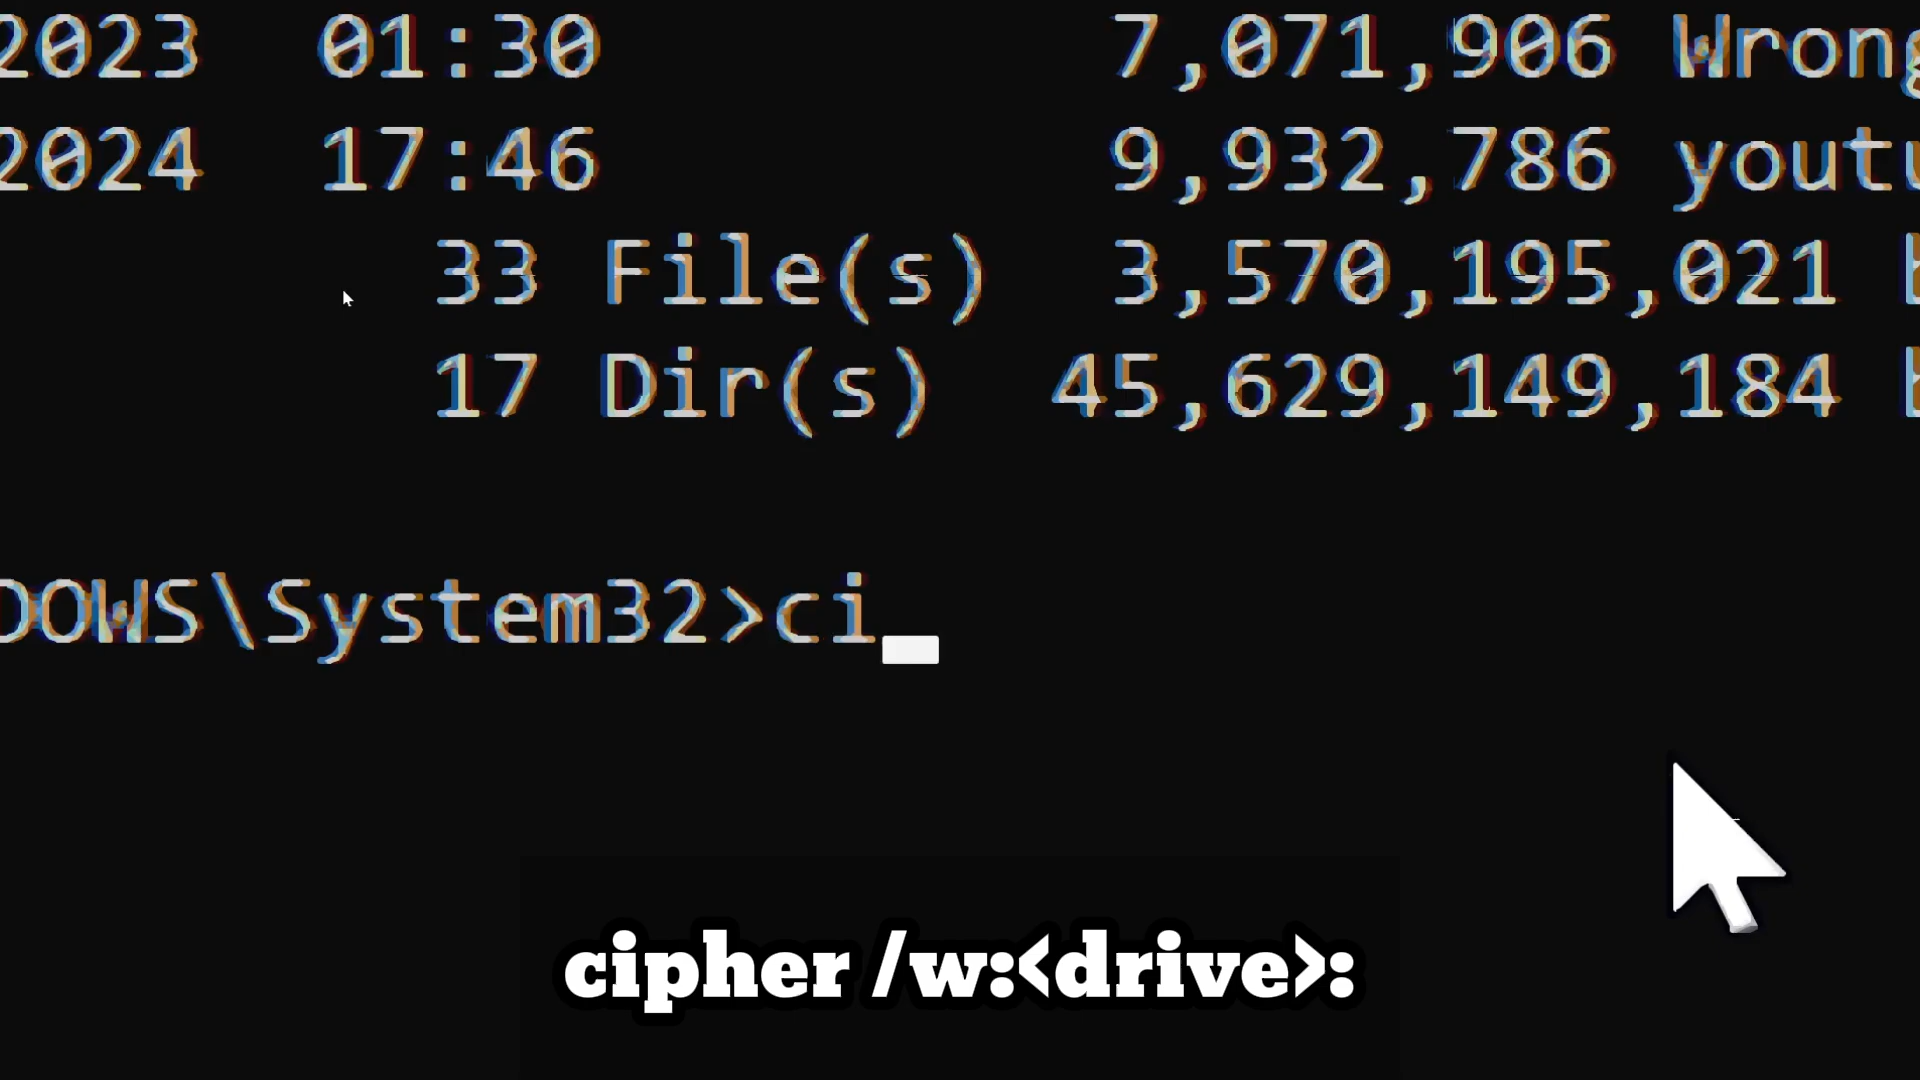 2023 01:30 7,071,906 Wrong
2024 17:46 9,932,786 youtu
33 File(s) 3,570,195,021 b
17 Dir(s) 45,629,149,184 b
DOWS\System32>ci_
cipher /w:<drive>: